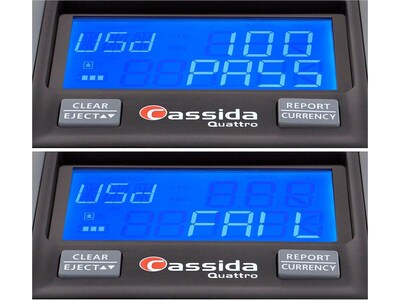 USd 100
PASS
CLEAR
EJECT▲▼
Cassida
Quattro
REPORT
CURRENCY
USd
FAIL
CLEAR
EJECT▲▼
Cassida
Quattro
REPORT
CURRENCY